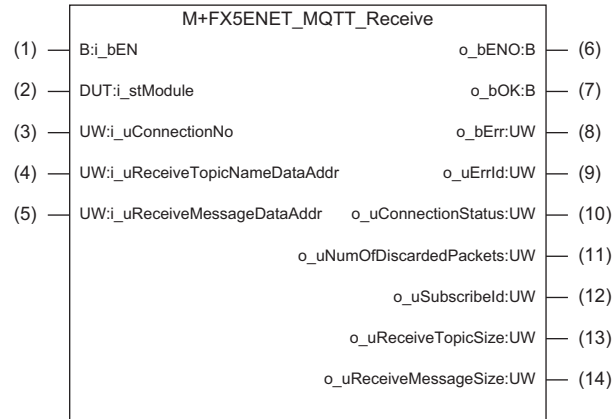 M+FX5ENET_MQTT_Receive
(1) B:i_bEN o_bENO:B (6)
(2) DUT:i_stModule o_bOK:B (7)
(3) UW:i_uConnectionNo o_bErr:UW (8)
(4) UW:i_uReceiveTopicNameDataAddr o_uErrId:UW (9)
(5) UW:i_uReceiveMessageDataAddr o_uConnectionStatus:UW (10)
o_uNumOfDiscardedPackets:UW (11)
o_uSubscribeId:UW (12)
o_uReceiveTopicSize:UW (13)
o_uReceiveMessageSize:UW (14)